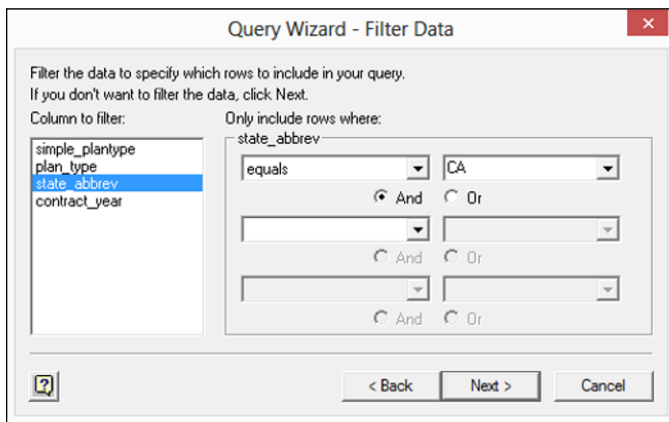 Query Wizard - Filter Data
Filter the data to specify which rows to include in your query.
If you don't want to filter the data, click Next.
Column to filter:
Only include rows where:
simple_plantype
plan_type
state_abbrev
contract_year
state_abbrev
equals
CA
And
Or
And
Or
And
Or
< Back
Next >
Cancel